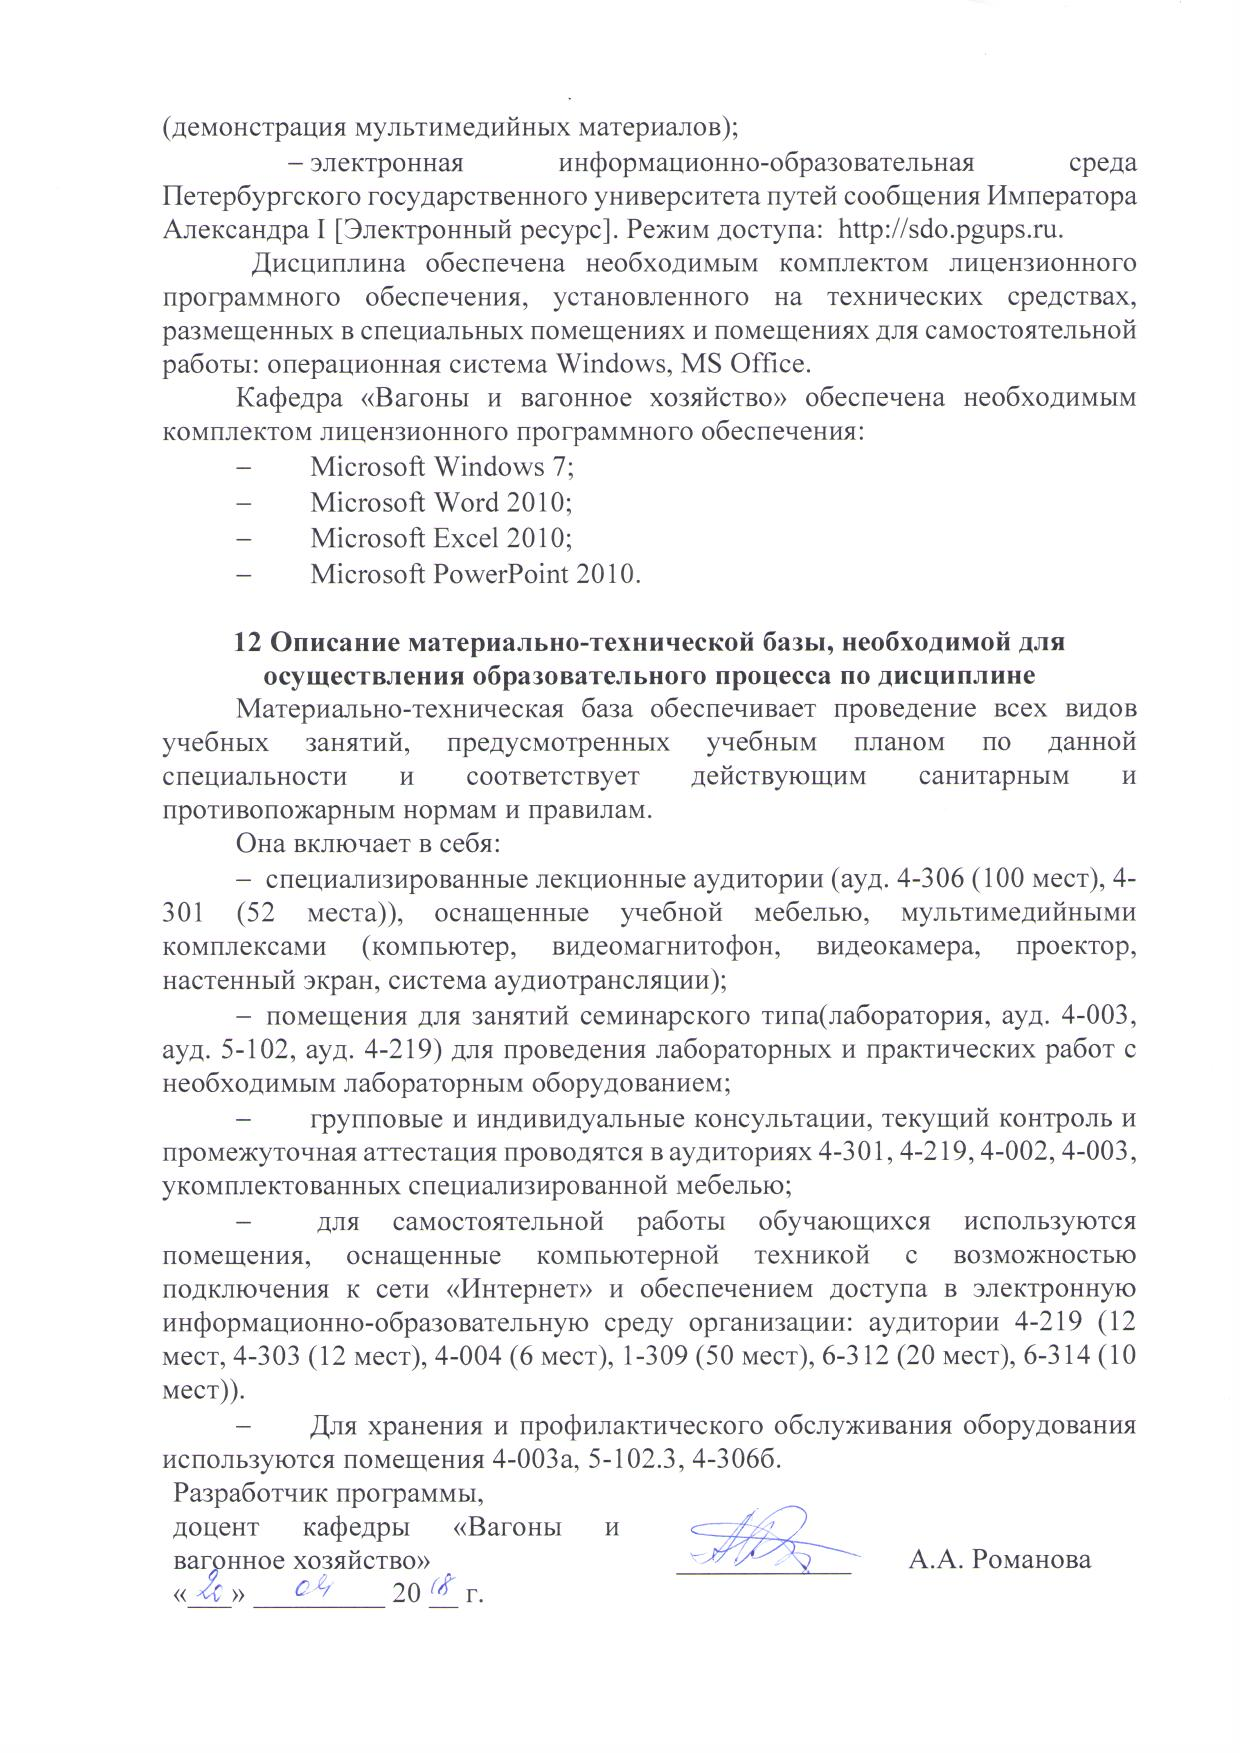 (демонстрация мультимедийных материалов);
– электронная информационно-образовательная среда
Петербургского государственного университета путей сообщения Императора
Александра I [Электронный ресурс]. Режим доступа: http://sdo.pgups.ru.
Дисциплина обеспечена необходимым комплектом лицензионного
программного обеспечения, установленного на технических средствах,
размещенных в специальных помещениях и помещениях для самостоятельной
работы: операционная система Windows, MS Office.
Кафедра «Вагоны и вагонное хозяйство» обеспечена необходимым
комплектом лицензионного программного обеспечения:
– Microsoft Windows 7;
– Microsoft Word 2010;
– Microsoft Excel 2010;
– Microsoft PowerPoint 2010.
12 Описание материально-технической базы, необходимой для
осуществления образовательного процесса по дисциплине
Материально-техническая база обеспечивает проведение всех видов
учебных занятий, предусмотренных учебным планом по данной
специальности и соответствует действующим санитарным и
противопожарным нормам и правилам.
Она включает в себя:
– специализированные лекционные аудитории (ауд. 4-306 (100 мест), 4-
301 (52 места)), оснащенные учебной мебелью, мультимедийными
комплексами (компьютер, видеомагнитофон, видеокамера, проектор,
настенный экран, система аудиотрансляции);
– помещения для занятий семинарского типа(лаборатория, ауд. 4-003,
ауд. 5-102, ауд. 4-219) для проведения лабораторных и практических работ с
необходимым лабораторным оборудованием;
– групповые и индивидуальные консультации, текущий контроль и
промежуточная аттестация проводятся в аудиториях 4-301, 4-219, 4-002, 4-003,
укомплектованных специализированной мебелью;
– для самостоятельной работы обучающихся используются
помещения, оснащенные компьютерной техникой с возможностью
подключения к сети «Интернет» и обеспечением доступа в электронную
информационно-образовательную среду организации: аудитории 4-219 (12
мест, 4-303 (12 мест), 4-004 (6 мест), 1-309 (50 мест), 6-312 (20 мест), 6-314 (10
мест)).
– Для хранения и профилактического обслуживания оборудования
используются помещения 4-003а, 5-102.3, 4-306б.
Разработчик программы,
доцент кафедры «Вагоны и
вагонное хозяйство» А.А. Романова
«» 04 20 18 г.